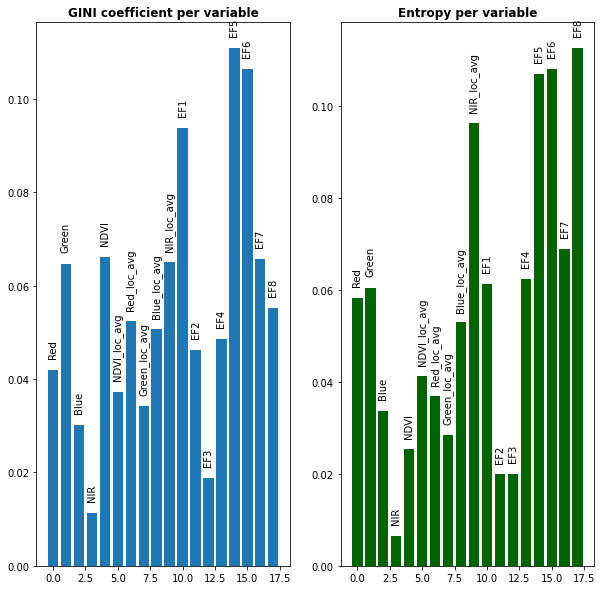 GINI coefficient per variable
0.00
0.02
0.04
0.06
0.08
0.10
0.0
2.5
5.0
7.5
10.0
12.5
15.0
17.5
Red
Green
Blue
NIR
NDVI
NDVI_loc_avg
Red_loc_avg
Green_loc_avg
Blue_loc_avg
NIR_loc_avg
EF1
EF2
EF3
EF4
EF5
EF6
EF7
EF8
Entropy per variable
0.00
0.02
0.04
0.06
0.08
0.10
0.0
2.5
5.0
7.5
10.0
12.5
15.0
17.5
Red
Green
Blue
NIR
NDVI
NDVI_loc_avg
Red_loc_avg
Green_loc_avg
Blue_loc_avg
NIR_loc_avg
EF1
EF2
EF3
EF4
EF5
EF6
EF7
EF8